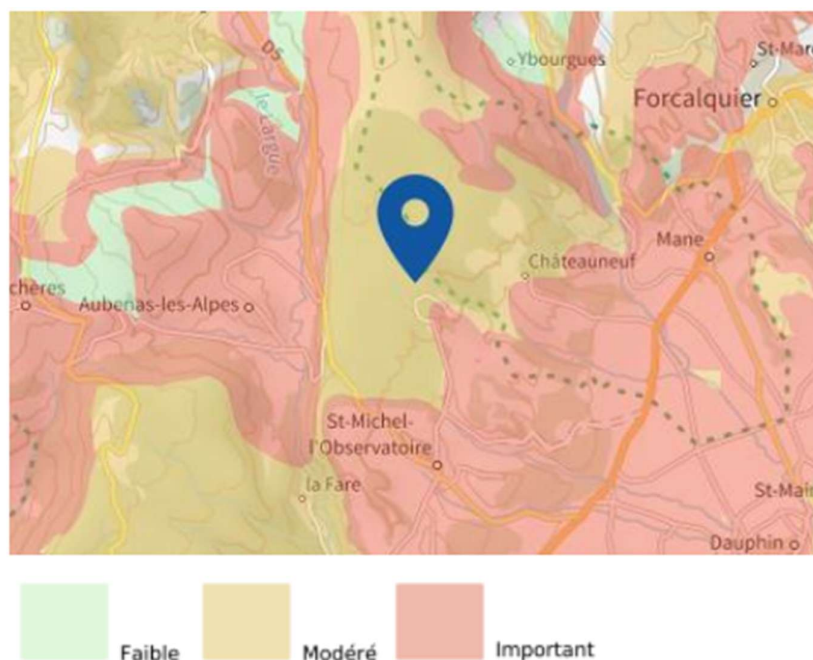 D5
Ybourgues
St-Mar
Forcalquier
le Largue
Mane
Châteauneuf
chères
Aubenas-les-Alpes
St-Michel-
l'Observatoire
la Fare
St-Mai
Dauphin
Faible
Modéré
Important